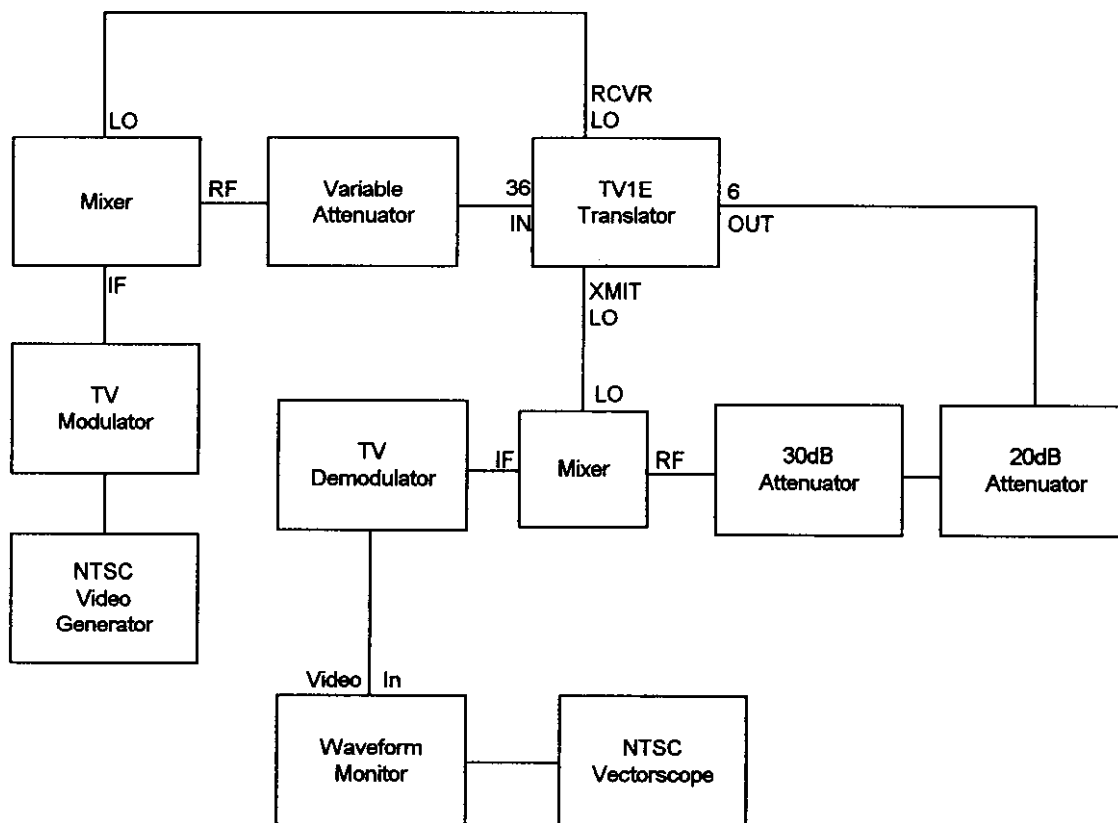 RCVR
LO
LO
Mixer
RF
Variable
Attenuator
36
IN
TV1E
Translator
6
OUT
IF
XMIT
LO
TV
Modulator
LO
TV
Demodulator
IF
Mixer
RF
30dB
Attenuator
20dB
Attenuator
NTSC
Video
Generator
Video In
Waveform
Monitor
NTSC
Vectorscope